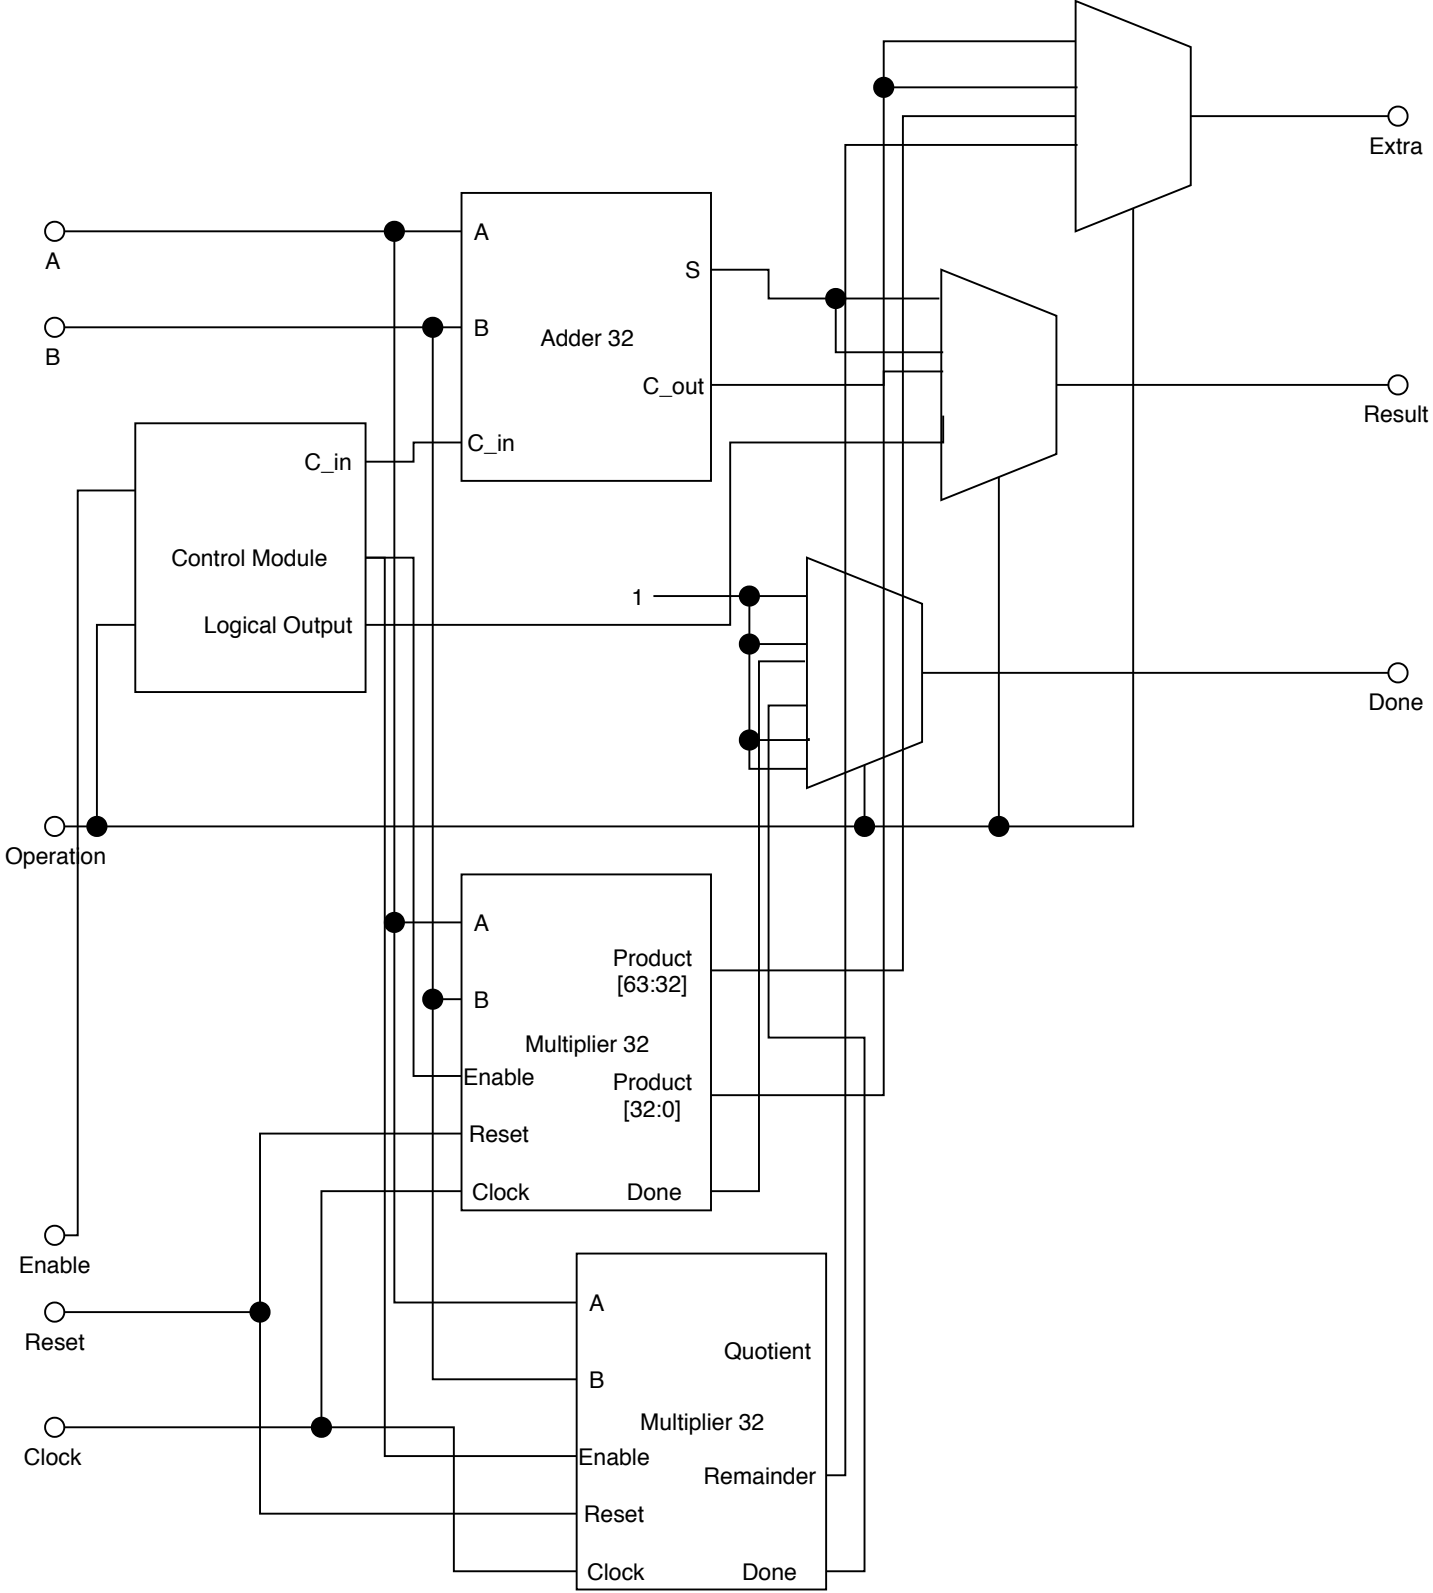 Extra
A
A
S
B
B
Adder 32
C_out
Result
C_in
C_in
Control Module
1
Logical Output
Done
Operation
A
Product
[63:32]
B
Multiplier 32
Enable
Product
[32:0]
Reset
Clock
Done
Enable
A
Reset
Quotient
B
Multiplier 32
Clock
Enable
Remainder
Reset
Clock
Done